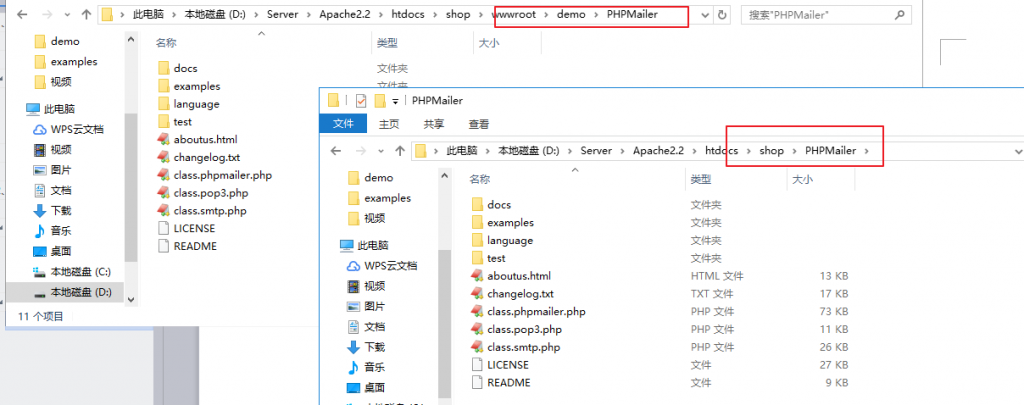 此电脑 › 本地磁盘 (D:) › Server › Apache2.2 › htdocs › shop › wwwroot › demo › PHPMailer
搜索"PHPMailer"
demo
examples
视频
此电脑
WPS云文档
视频
图片
文档
下载
音乐
桌面
本地磁盘 (C:)
本地磁盘 (D:)
名称 类型 大小
docs 文件夹
examples 文件夹
language
test
aboutus.html
changelog.txt
class.phpmailer.php
class.pop3.php
class.smtp.php
LICENSE
README
11 个项目
PHPMailer
文件 主页 共享 查看
此电脑 › 本地磁盘 (D:) › Server › Apache2.2 › htdocs › shop › PHPMailer ›
demo
examples
视频
此电脑
WPS云文档
视频
图片
文档
下载
音乐
桌面
名称 类型 大小
docs 文件夹
examples 文件夹
language 文件夹
test 文件夹
aboutus.html HTML 文件 13 KB
changelog.txt TXT 文件 17 KB
class.phpmailer.php PHP 文件 73 KB
class.pop3.php PHP 文件 11 KB
class.smtp.php PHP 文件 26 KB
LICENSE 文件 27 KB
README 文件 9 KB